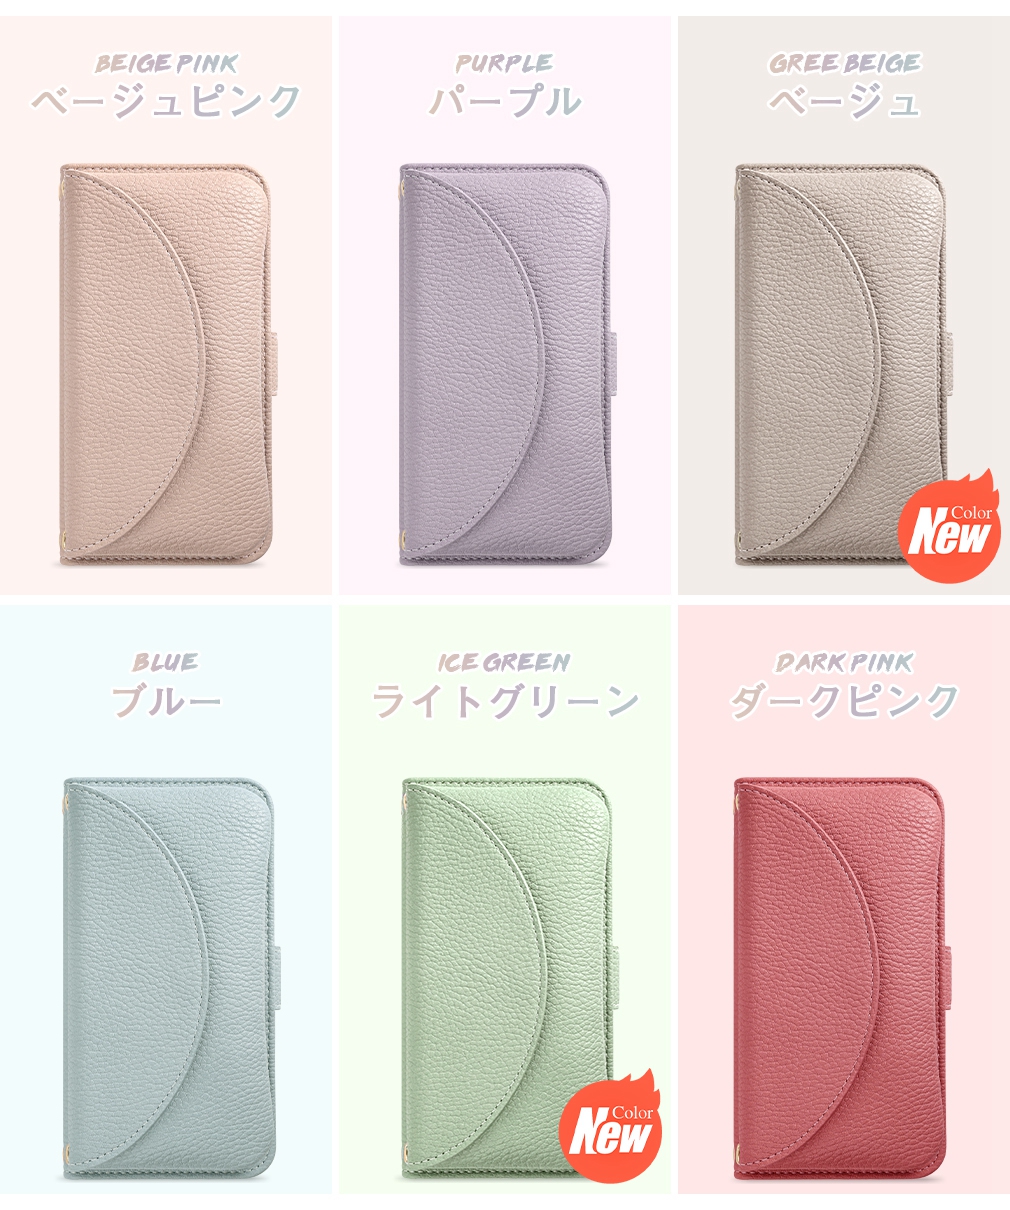 BEIGE PINK
ベージュピンク
PURPLE
パープル
GREE BEIGE
ベージュ
Color
New
BLUE
ブルー
ICE GREEN
ライトグリーン
Color
New
DARK PINK
ダークピンク